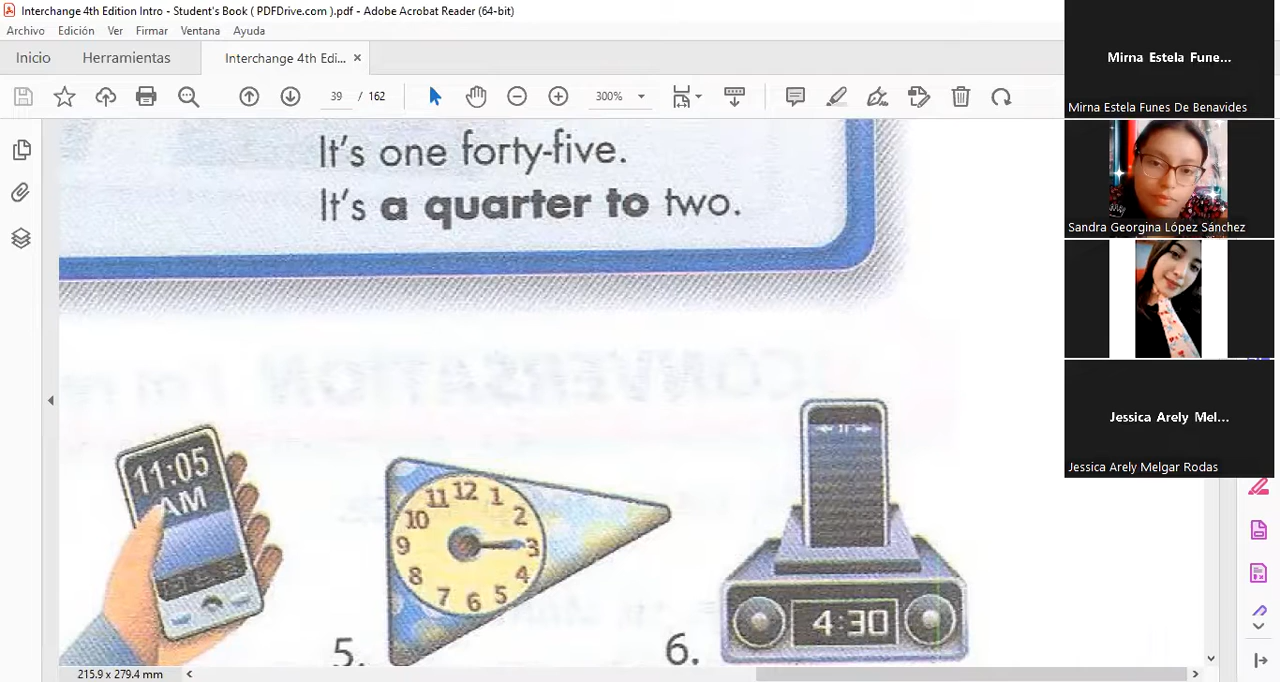 Interchange 4th Edition Intro - Student's Book ( PDFDrive.com ).pdf - Adobe Acrobat Reader (64-bit)
Archivo Edición Ver Firmar Ventana Ayuda
Inicio Herramientas Interchange 4th Edi... ×
39 / 162 300%
It's one forty-five.
It's a quarter to two.
CONVERSATION
11:05
AM
11 12 1
10 2
9 3
8 4
7 6 5
4:30
5. 6.
215.9 x 279.4 mm
Mirna Estela Fune...
Mirna Estela Funes De Benavides
Sandra Georgina López Sánchez
Jessica Arely Mel...
Jessica Arely Melgar Rodas